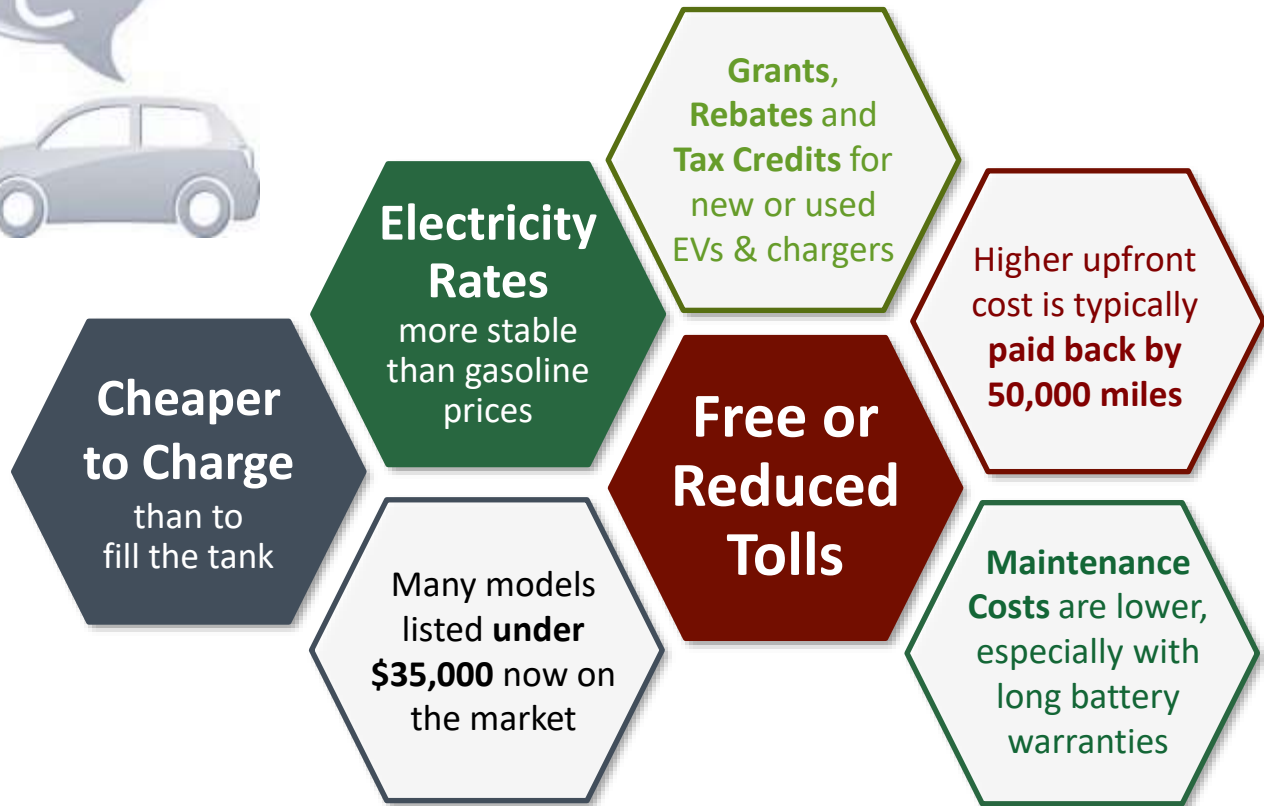 C
Cheaper
to Charge
than to
fill the tank
Electricity
Rates
more stable
than gasoline
prices
Many models
listed under
$35,000 now on
the market
Grants,
Rebates and
Tax Credits for
new or used
EVs & chargers
Free or
Reduced
Tolls
Higher upfront
cost is typically
paid back by
50,000 miles
Maintenance
Costs are lower,
especially with
long battery
warranties